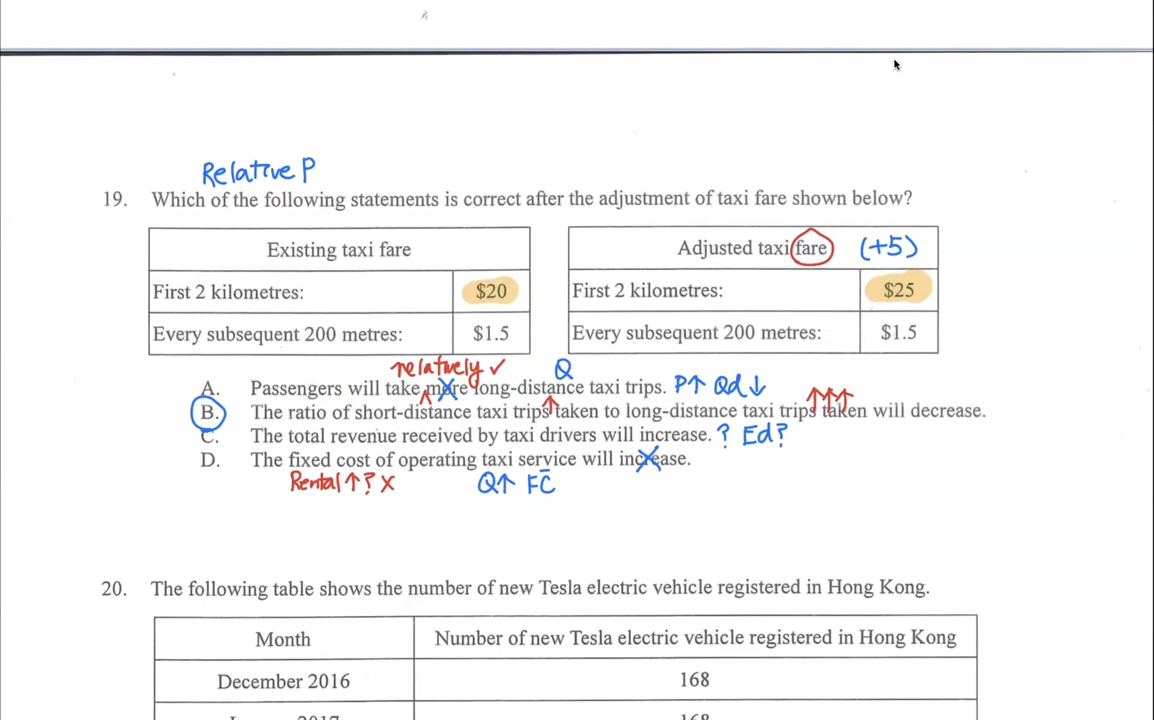 Relative P
19. Which of the following statements is correct after the adjustment of taxi fare shown below?
Existing taxi fare
First 2 kilometres: $20
Every subsequent 200 metres: $1.5
Adjusted taxi fare (+5)
First 2 kilometres: $25
Every subsequent 200 metres: $1.5
relatively ✓ Q
A. Passengers will take more long-distance taxi trips. P↑ Qd↓
B. The ratio of short-distance taxi trips taken to long-distance taxi trips taken will decrease.
C. The total revenue received by taxi drivers will increase. ? Ed?
D. The fixed cost of operating taxi service will increase.
Rental↑? X Q↑ FC̄
20. The following table shows the number of new Tesla electric vehicle registered in Hong Kong.
Month Number of new Tesla electric vehicle registered in Hong Kong
December 2016 168